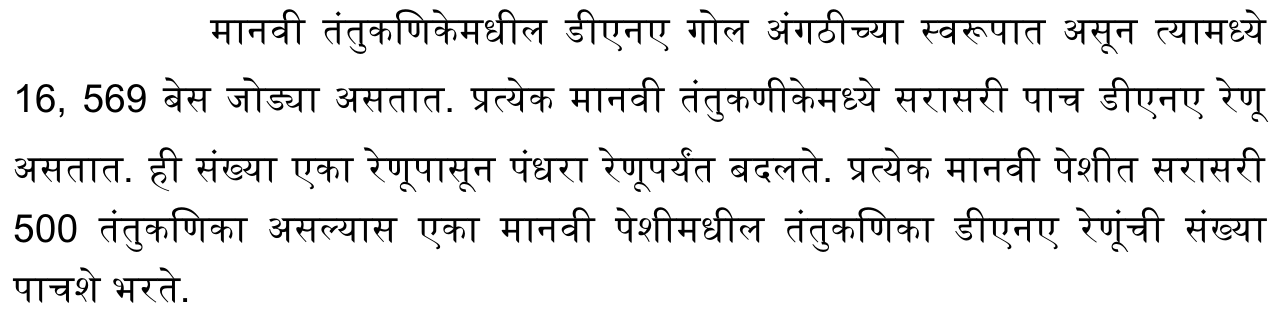 मानवी तंतुकणिकेमधील डीएनए गोल अंगठीच्या स्वरूपात असून त्यामध्ये
16, 569 बेस जोड्या असतात. प्रत्येक मानवी तंतुकणीकेमध्ये सरासरी पाच डीएनए रेणू
असतात. ही संख्या एका रेणूपासून पंधरा रेणूपर्यंत बदलते. प्रत्येक मानवी पेशीत सरासरी
500 तंतुकणिका असल्यास एका मानवी पेशीमधील तंतुकणिका डीएनए रेणूंची संख्या
पाचशे भरते.